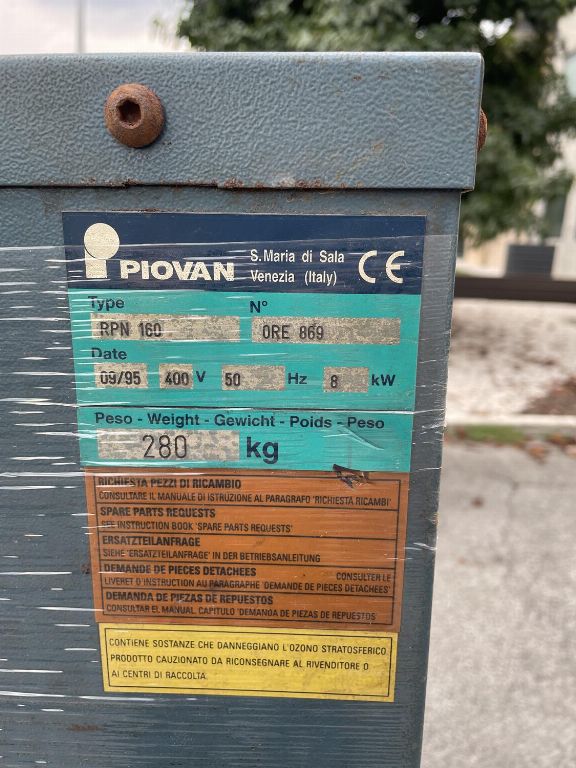 PIOVAN
S. Maria di Sala
Venezia (Italy)
CE
Type N°
RPN 160 ORE 869
Date
09/95 400 V 50 Hz 8 kW
Peso - Weight - Gewicht - Poids - Peso
280 kg
RICHIESTA PEZZI DI RICAMBIO
CONSULTARE IL MANUALE DI ISTRUZIONE AL PARAGRAFO 'RICHIESTA RICAMBI'
SPARE PARTS REQUESTS
SEE INSTRUCTION BOOK 'SPARE PARTS REQUESTS'
ERSATZTEILANFRAGE
SIEHE 'ERSATZTEILANFRAGE' IN DER BETRIEBSANLEITUNG
DEMANDE DE PIECES DETACHEES CONSULTER LE
LIVERET D'INSTRUCTION AU PARAGRAPHE 'DEMANDE DE PIECES DETACHEES'
DEMANDA DE PIEZAS DE REPUESTOS
CONSULTAR EL MANUAL CAPITULO 'DEMANDA DE PIEZAS DE REPUESTOS'
CONTIENE SOSTANZE CHE DANNEGGIANO L'OZONO STRATOSFERICO.
PRODOTTO CAUZIONATO DA RICONSEGNARE AL RIVENDITORE O
AI CENTRI DI RACCOLTA.